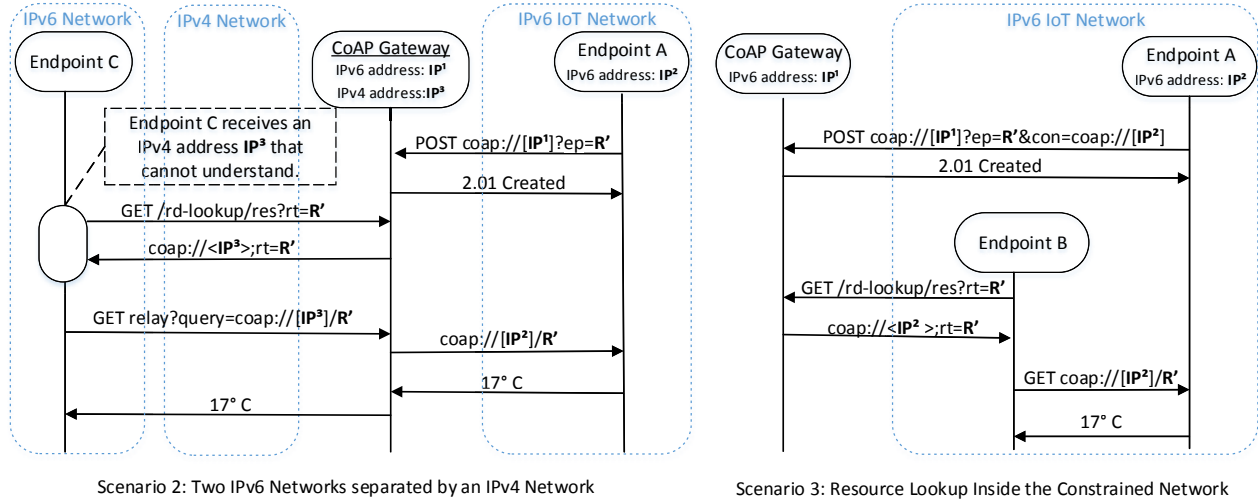 IPv6 Network
IPv4 Network
IPv6 IoT Network
Endpoint C
CoAP Gateway
IPv6 address: IP¹
IPv4 address:IP³
Endpoint A
IPv6 address: IP²
Endpoint C receives an
IPv4 address IP³ that
cannot understand.
POST coap://[IP¹]?ep=R’
2.01 Created
GET /rd-lookup/res?rt=R’
coap://<IP³>;rt=R’
GET relay?query=coap://[IP³]/R’
coap://[IP²]/R’
17° C
17° C
Scenario 2: Two IPv6 Networks separated by an IPv4 Network
IPv6 IoT Network
CoAP Gateway
IPv6 address: IP¹
Endpoint A
IPv6 address: IP²
POST coap://[IP¹]?ep=R’&con=coap://[IP²]
2.01 Created
Endpoint B
GET /rd-lookup/res?rt=R’
coap://<IP² >;rt=R’
GET coap://[IP²]/R’
17° C
Scenario 3: Resource Lookup Inside the Constrained Network